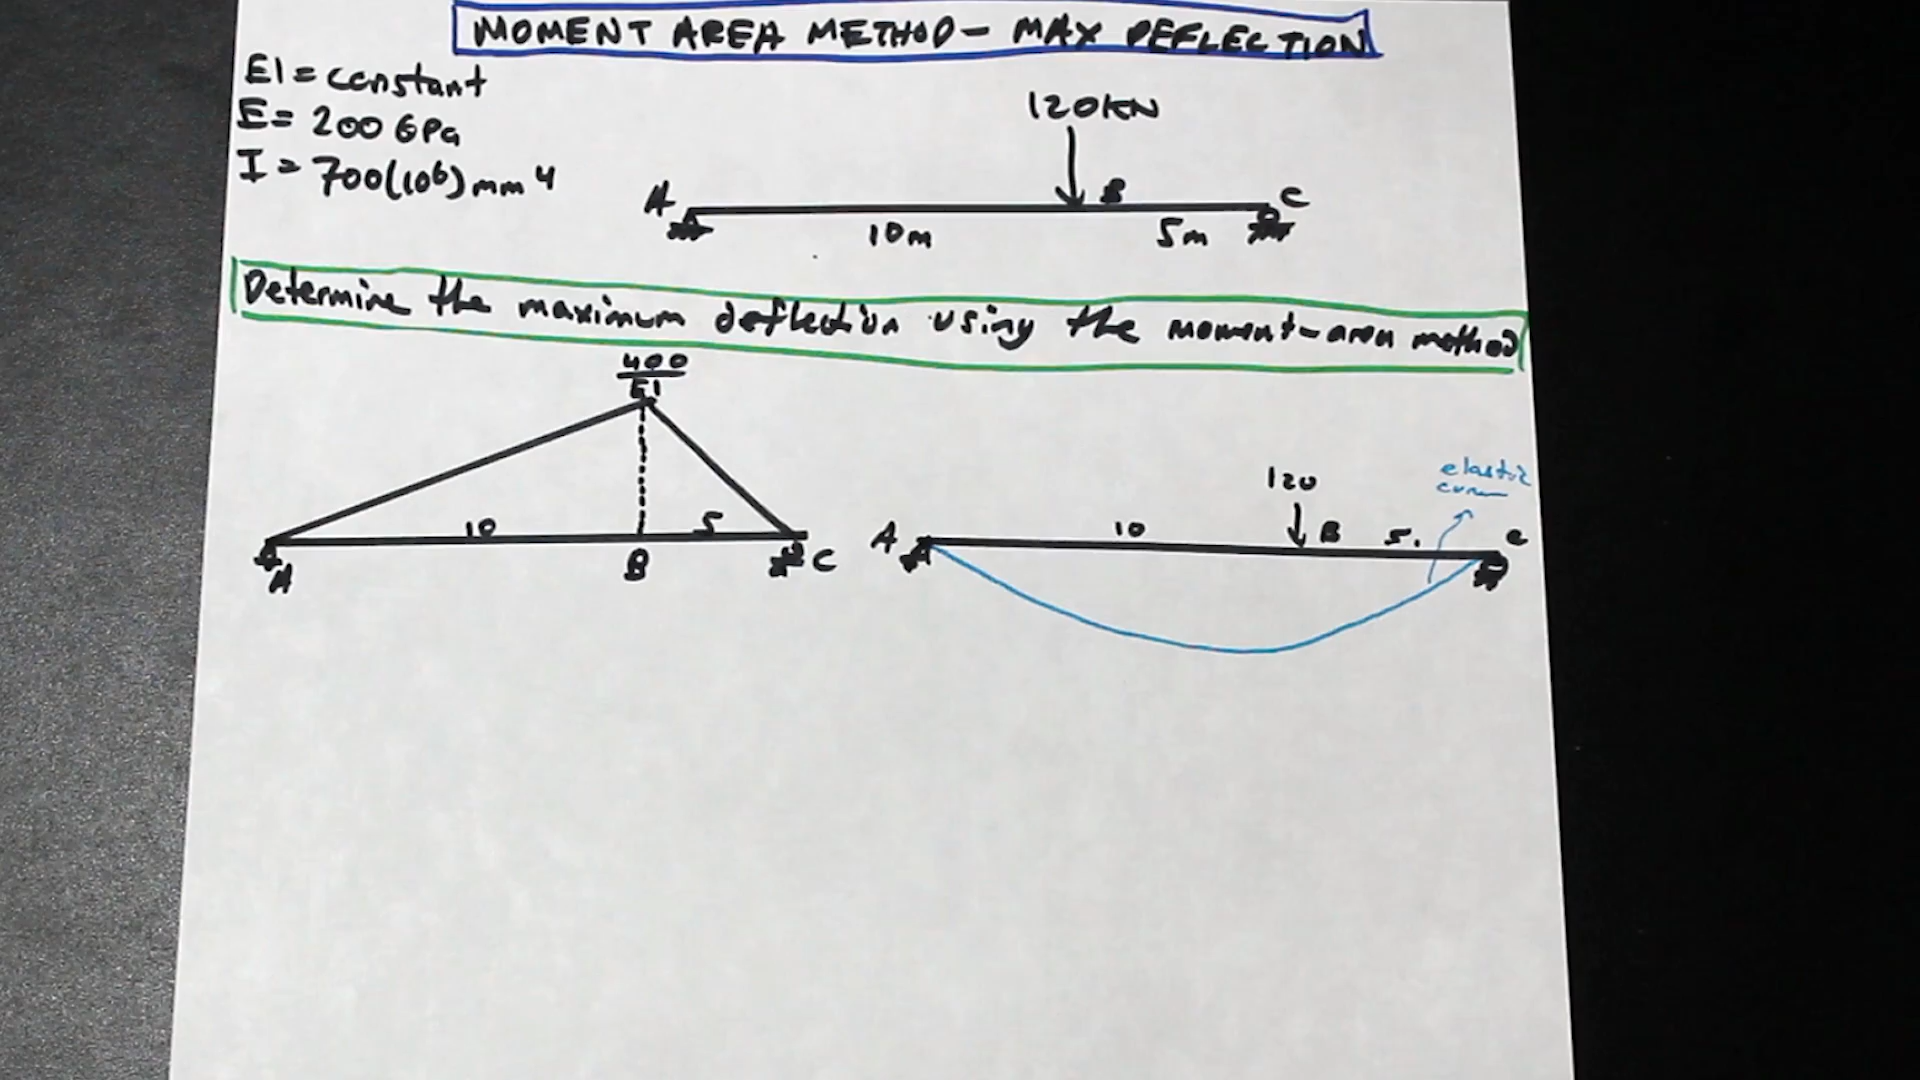 MOMENT AREA METHOD - MAX DEFLECTION
EI = constant
E = 200 GPa
I = 700(10⁶) mm⁴
120KN
A
B
C
10m
5m
Determine the maximum deflection using the moment-area method
400
EI
10
5
A
B
C
120
A
10
B
5
C
elastic
curve